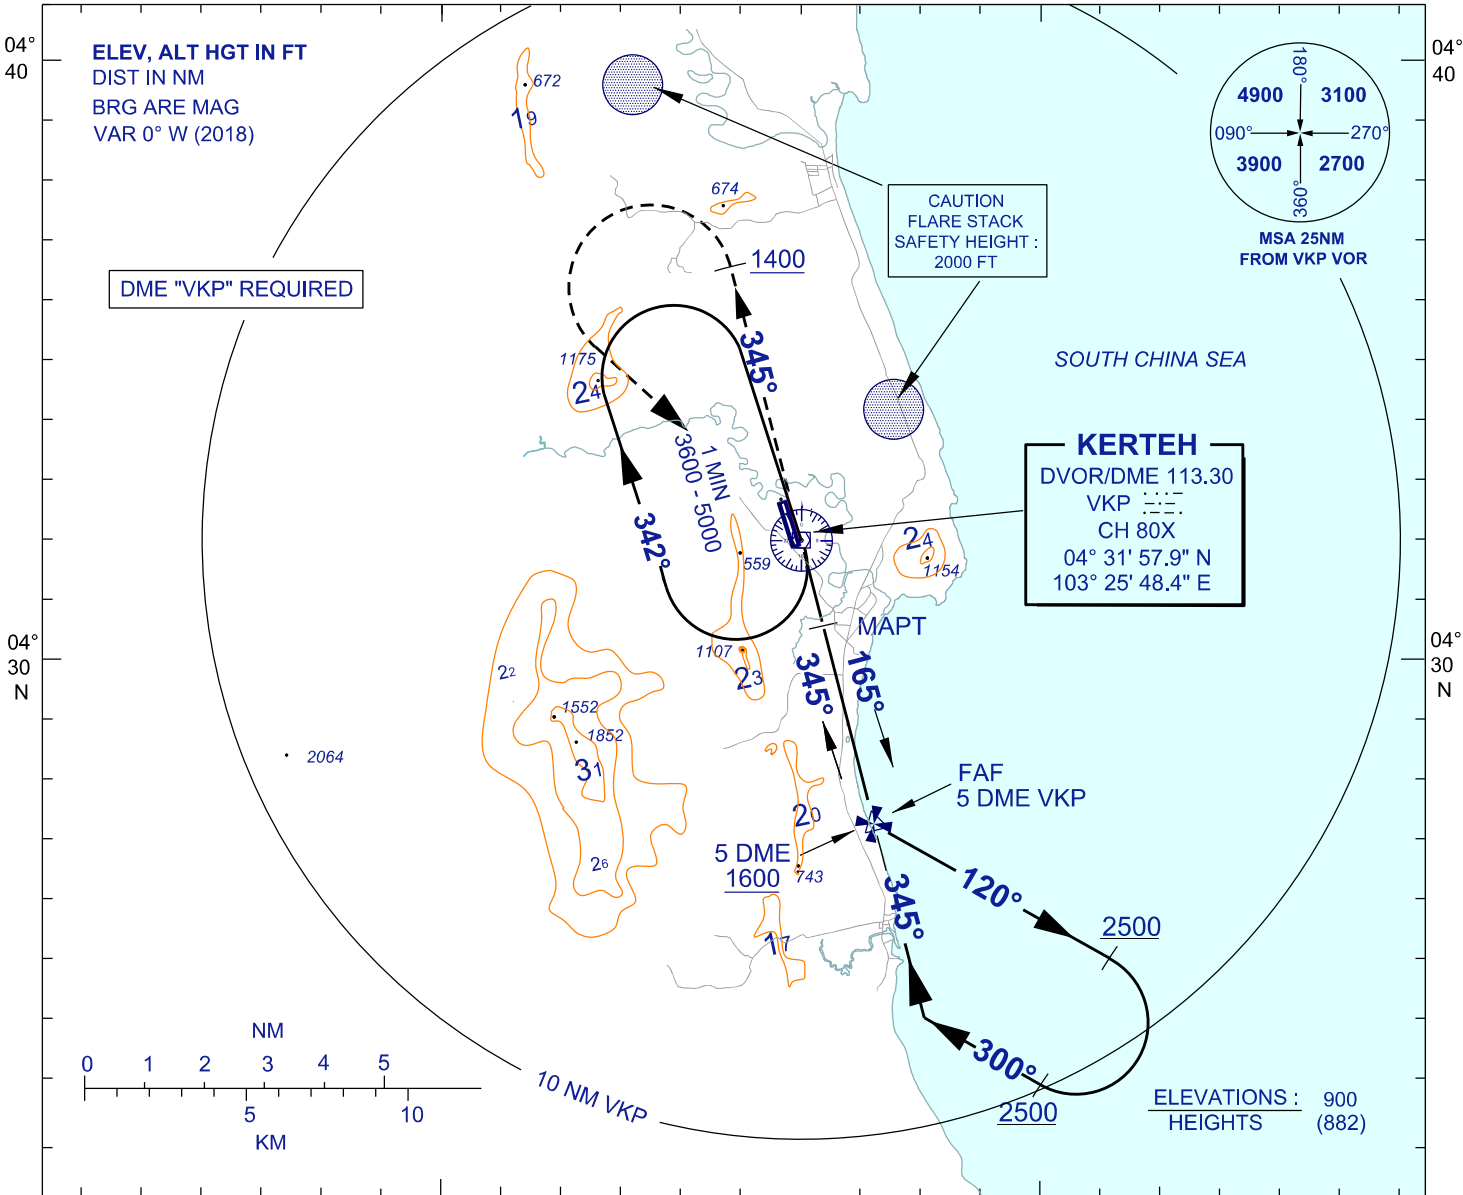 04°
40
ELEV, ALT HGT IN FT
DIST IN NM
BRG ARE MAG
VAR 0° W (2018)
672
19
674
CAUTION
FLARE STACK
SAFETY HEIGHT :
2000 FT
180°
4900 3100
090° 270°
3900 2700
360°
MSA 25NM
FROM VKP VOR
04°
40
DME "VKP" REQUIRED
1400
345°
1175
24
SOUTH CHINA SEA
1 MIN
3600 - 5000
342°
KERTEH
DVOR/DME 113.30
VKP
CH 80X
04° 31' 57.9" N
103° 25' 48.4" E
24
1154
559
MAPT
1107
23
345°
165°
04°
30
N
04°
30
N
22
1552
1852
31
2064
26
FAF
5 DME VKP
20
5 DME
1600
743
17
345°
120°
2500
300°
2500
NM
0 1 2 3 4 5
5 10
KM
10 NM VKP
ELEVATIONS : 900
HEIGHTS (882)